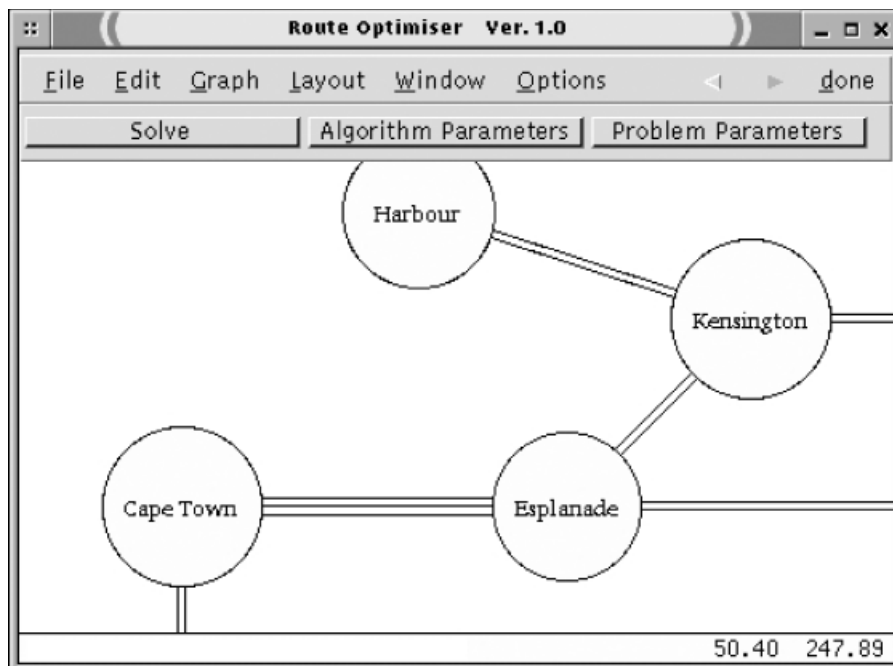 Route Optimiser Ver. 1.0
File Edit Graph Layout Window Options done
Solve Algorithm Parameters Problem Parameters
Harbour
Kensington
Cape Town Esplanade
50.40 247.89